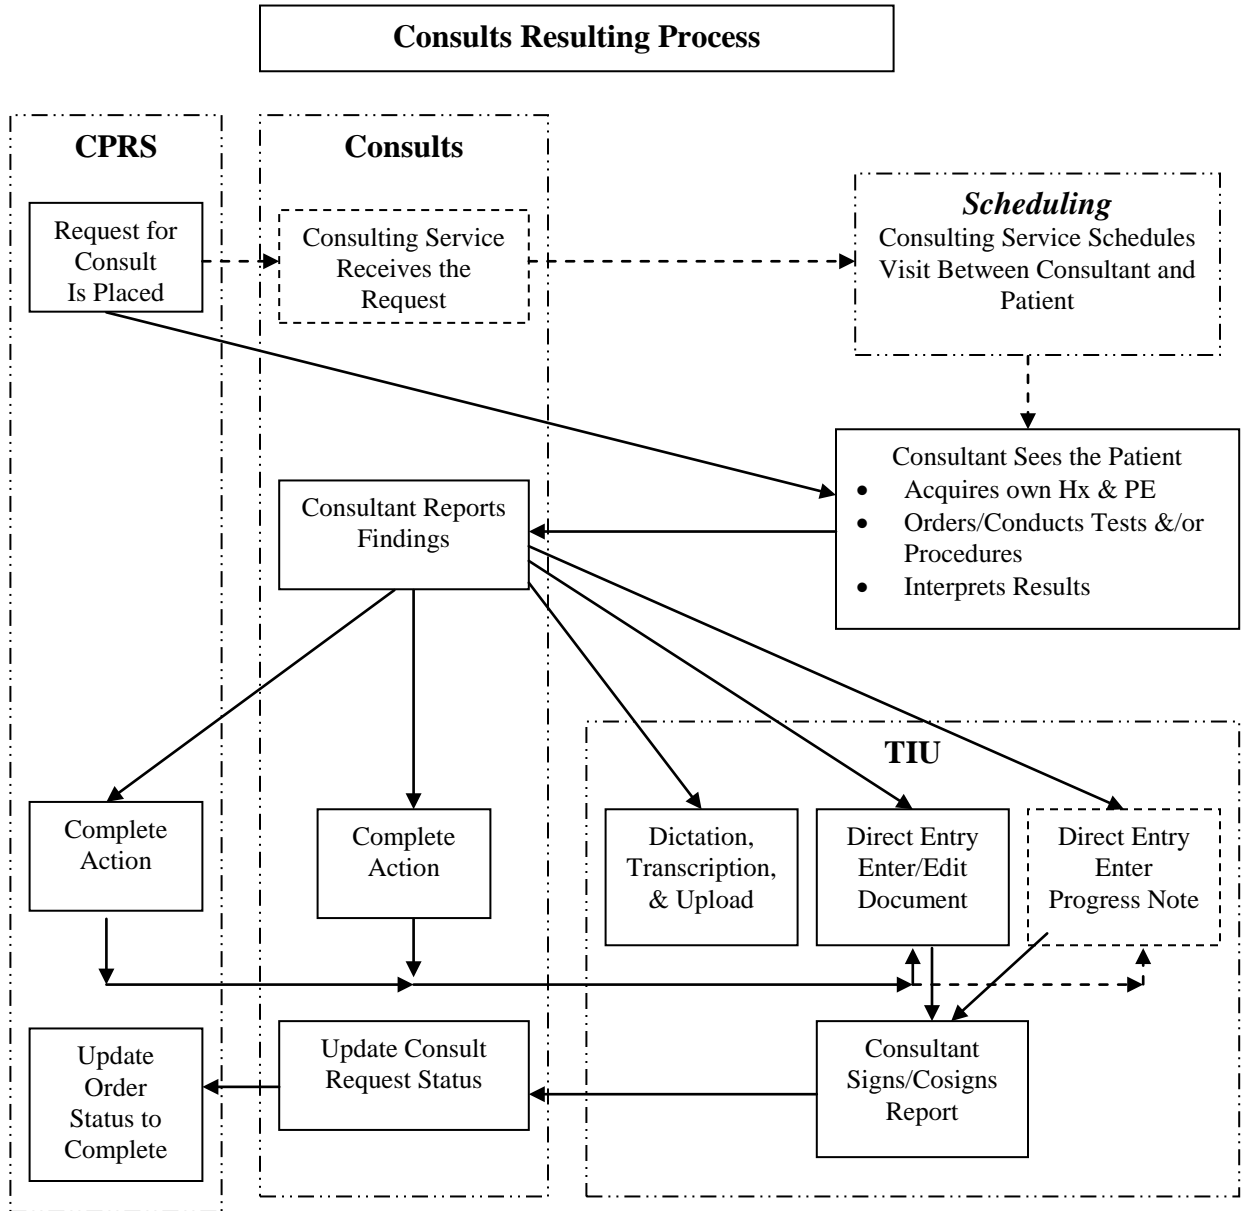 Consults Resulting Process
CPRS
Consults
Request for
Consult
Is Placed
Consulting Service
Receives the
Request
Scheduling
Consulting Service Schedules
Visit Between Consultant and
Patient
Consultant Sees the Patient
• Acquires own Hx & PE
• Orders/Conducts Tests &/or
Procedures
• Interprets Results
Consultant Reports
Findings
TIU
Complete
Action
Complete
Action
Dictation,
Transcription,
& Upload
Direct Entry
Enter/Edit
Document
Direct Entry
Enter
Progress Note
Update
Order
Status to
Complete
Update Consult
Request Status
Consultant
Signs/Cosigns
Report